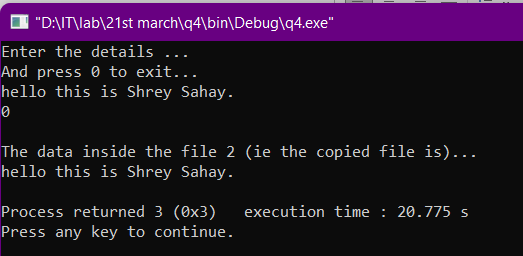 "D:\IT\lab\21st march\q4\bin\Debug\q4.exe"
Enter the details ...
And press 0 to exit...
hello this is Shrey Sahay.
0
The data inside the file 2 (ie the copied file is)...
hello this is Shrey Sahay.
Process returned 3 (0x3)   execution time : 20.775 s
Press any key to continue.